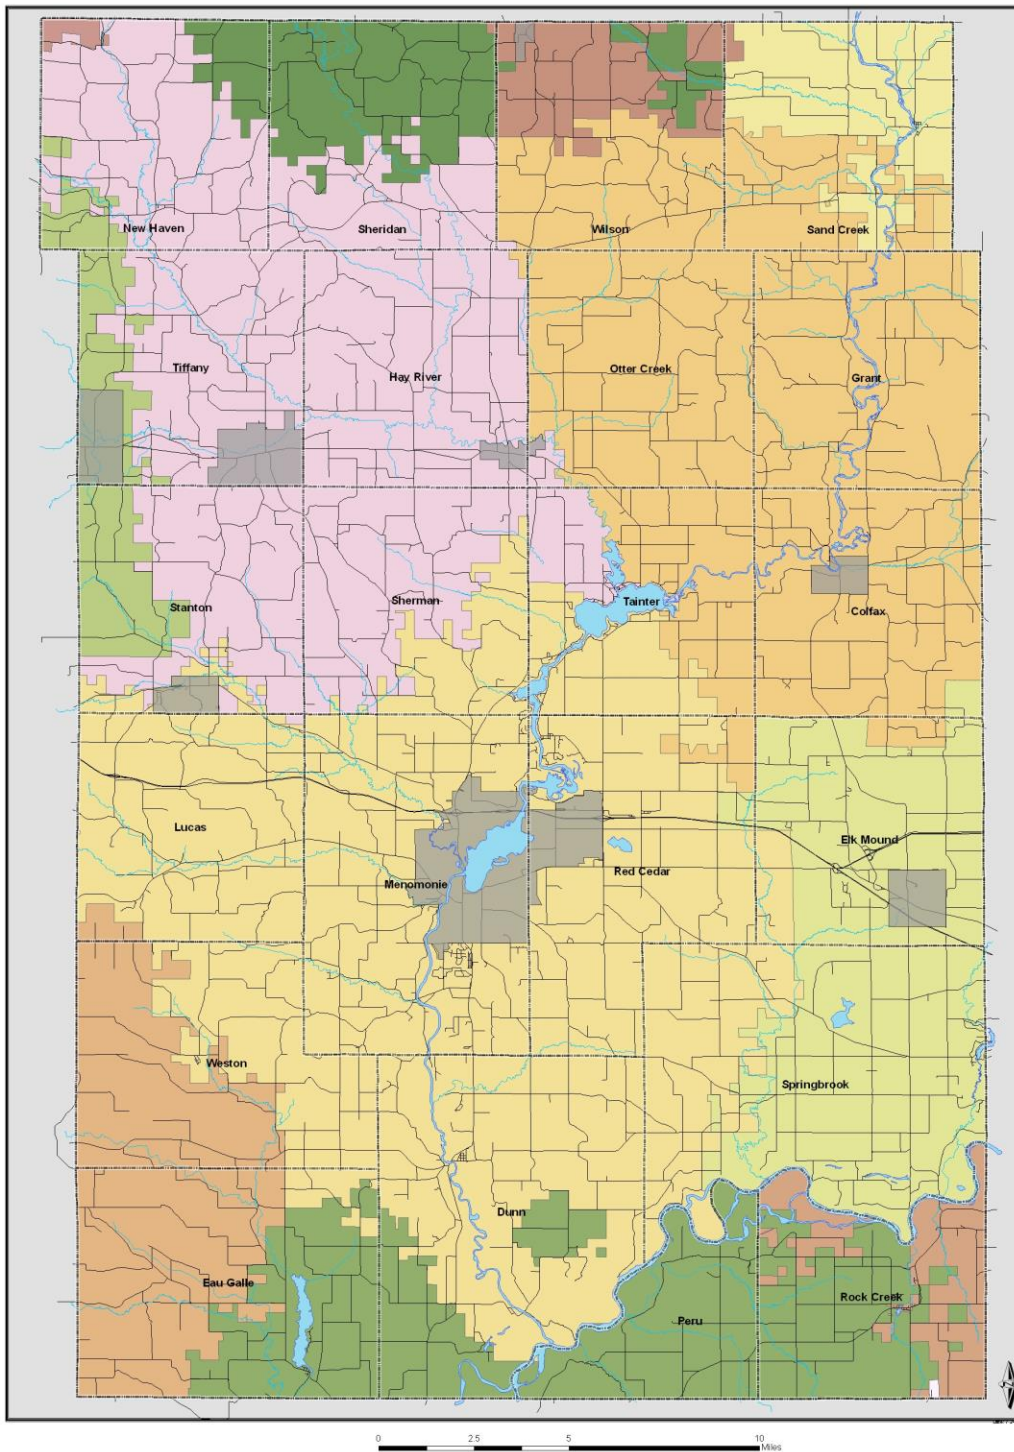 New Haven
Sheridan
Wilson
Sand Creek
Tiffany
Hay River
Otter Creek
Grant
Stanton
Sherman
Tainter
Colfax
Lucas
Menomonie
Red Cedar
Elk Mound
Weston
Springbrook
Dunn
Eau Galle
Peru
Rock Creek
0 2.5 5 10
Miles